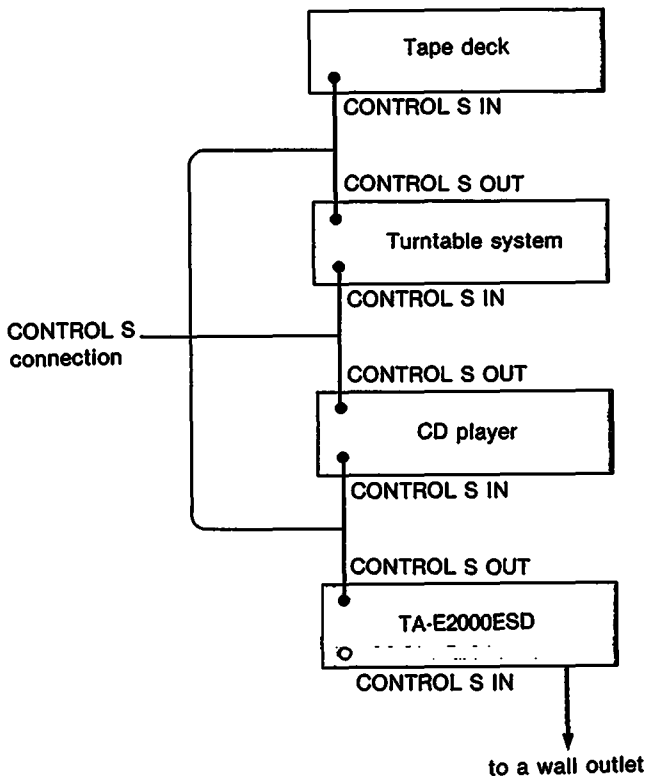 Tape deck
CONTROL S IN
CONTROL S OUT
Turntable system
CONTROL S IN
CONTROL S
connection
CONTROL S OUT
CD player
CONTROL S IN
CONTROL S OUT
TA-E2000ESD
CONTROL S IN
to a wall outlet